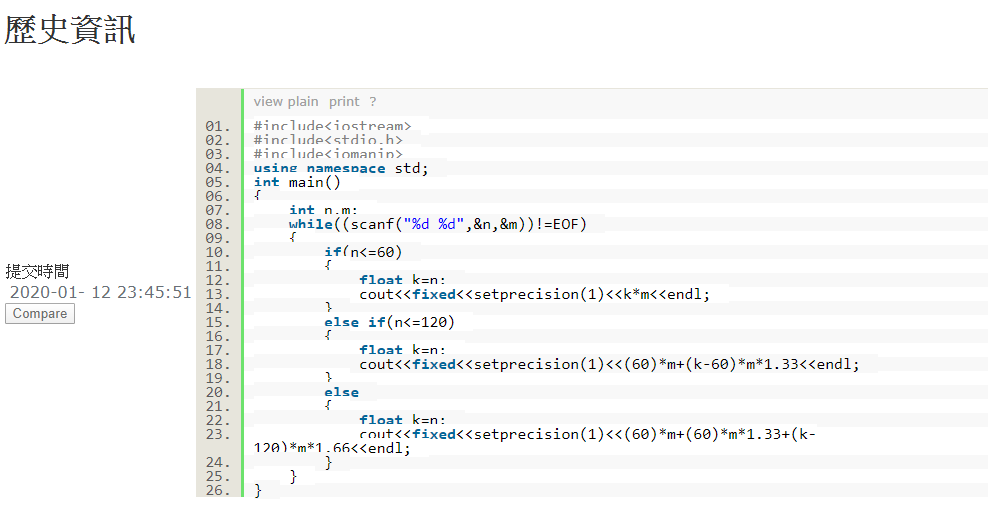 歷史資訊
view plain print ?
提交時間
2020-01- 12 23:45:51
Compare
01. #include<iostream>
02. #include<stdio.h>
03. #include<iomanip>
04. using namespace std;
05. int main()
06. {
07. int n,m;
08. while((scanf("%d %d",&n,&m))!=EOF)
09. {
10. if(n<=60)
11. {
12. float k=n;
13. cout<<fixed<<setprecision(1)<<k*m<<endl;
14. }
15. else if(n<=120)
16. {
17. float k=n;
18. cout<<fixed<<setprecision(1)<<(60)*m+(k-60)*m*1.33<<endl;
19. }
20. else
21. {
22. float k=n;
23. cout<<fixed<<setprecision(1)<<(60)*m+(60)*m*1.33+(k-
120)*m*1.66<<endl;
24. }
25. }
26. }